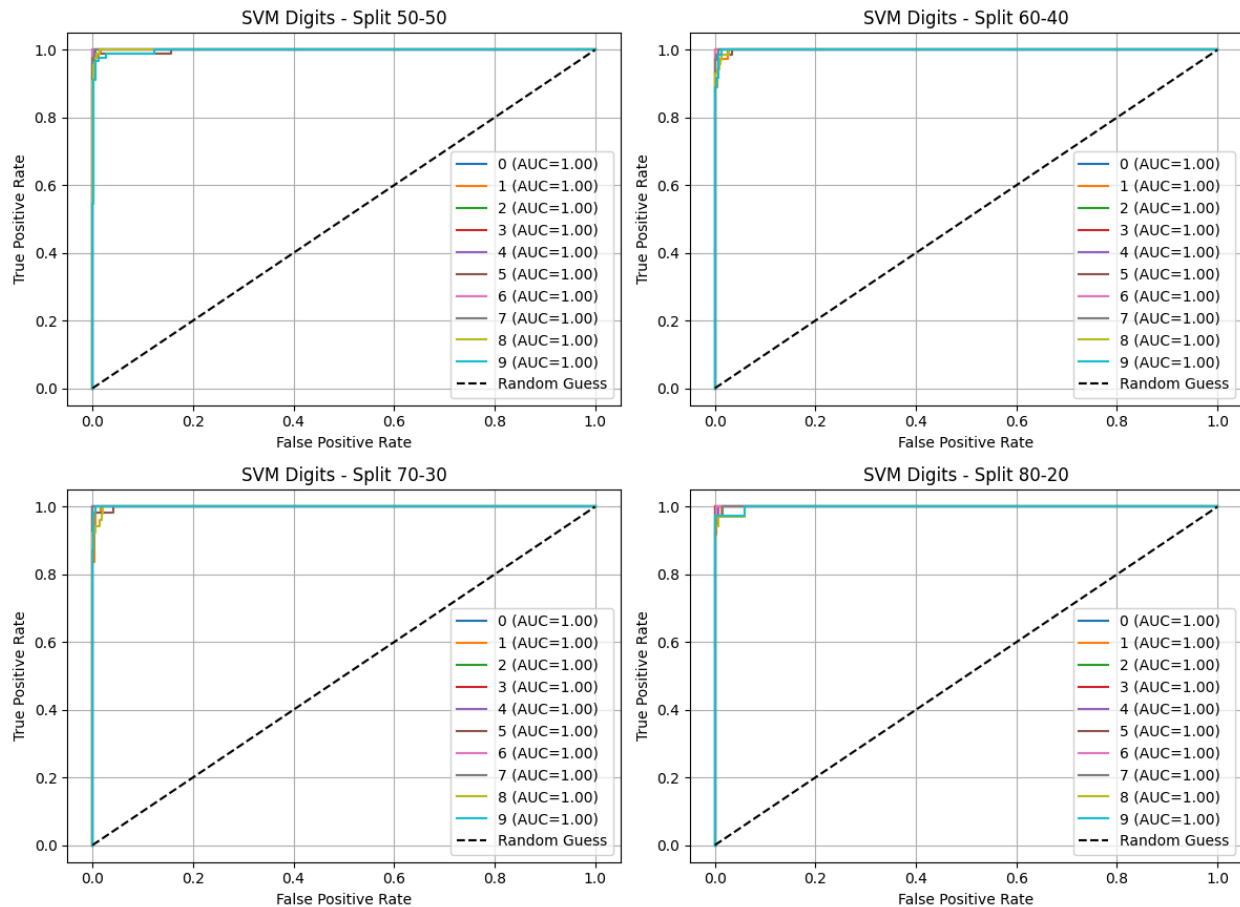 SVM Digits - Split 50-50
True Positive Rate
1.0
0.8
0.6
0.4
0.2
0.0
0 (AUC=1.00)
1 (AUC=1.00)
2 (AUC=1.00)
3 (AUC=1.00)
4 (AUC=1.00)
5 (AUC=1.00)
6 (AUC=1.00)
7 (AUC=1.00)
8 (AUC=1.00)
9 (AUC=1.00)
Random Guess
0.0 0.2 0.4 0.6 0.8 1.0
False Positive Rate
SVM Digits - Split 60-40
True Positive Rate
1.0
0.8
0.6
0.4
0.2
0.0
0 (AUC=1.00)
1 (AUC=1.00)
2 (AUC=1.00)
3 (AUC=1.00)
4 (AUC=1.00)
5 (AUC=1.00)
6 (AUC=1.00)
7 (AUC=1.00)
8 (AUC=1.00)
9 (AUC=1.00)
Random Guess
0.0 0.2 0.4 0.6 0.8 1.0
False Positive Rate
SVM Digits - Split 70-30
True Positive Rate
1.0
0.8
0.6
0.4
0.2
0.0
0 (AUC=1.00)
1 (AUC=1.00)
2 (AUC=1.00)
3 (AUC=1.00)
4 (AUC=1.00)
5 (AUC=1.00)
6 (AUC=1.00)
7 (AUC=1.00)
8 (AUC=1.00)
9 (AUC=1.00)
Random Guess
0.0 0.2 0.4 0.6 0.8 1.0
False Positive Rate
SVM Digits - Split 80-20
True Positive Rate
1.0
0.8
0.6
0.4
0.2
0.0
0 (AUC=1.00)
1 (AUC=1.00)
2 (AUC=1.00)
3 (AUC=1.00)
4 (AUC=1.00)
5 (AUC=1.00)
6 (AUC=1.00)
7 (AUC=1.00)
8 (AUC=1.00)
9 (AUC=1.00)
Random Guess
0.0 0.2 0.4 0.6 0.8 1.0
False Positive Rate